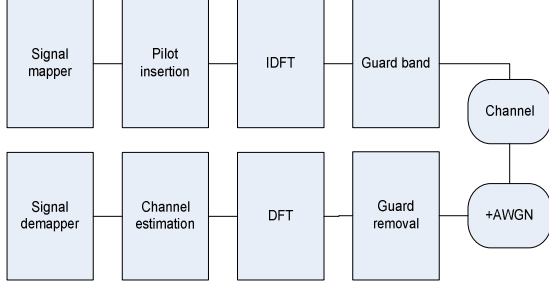 Signal
mapper
Pilot
insertion
IDFT
Guard band
Channel
Signal
demapper
Channel
estimation
DFT
Guard
removal
+AWGN